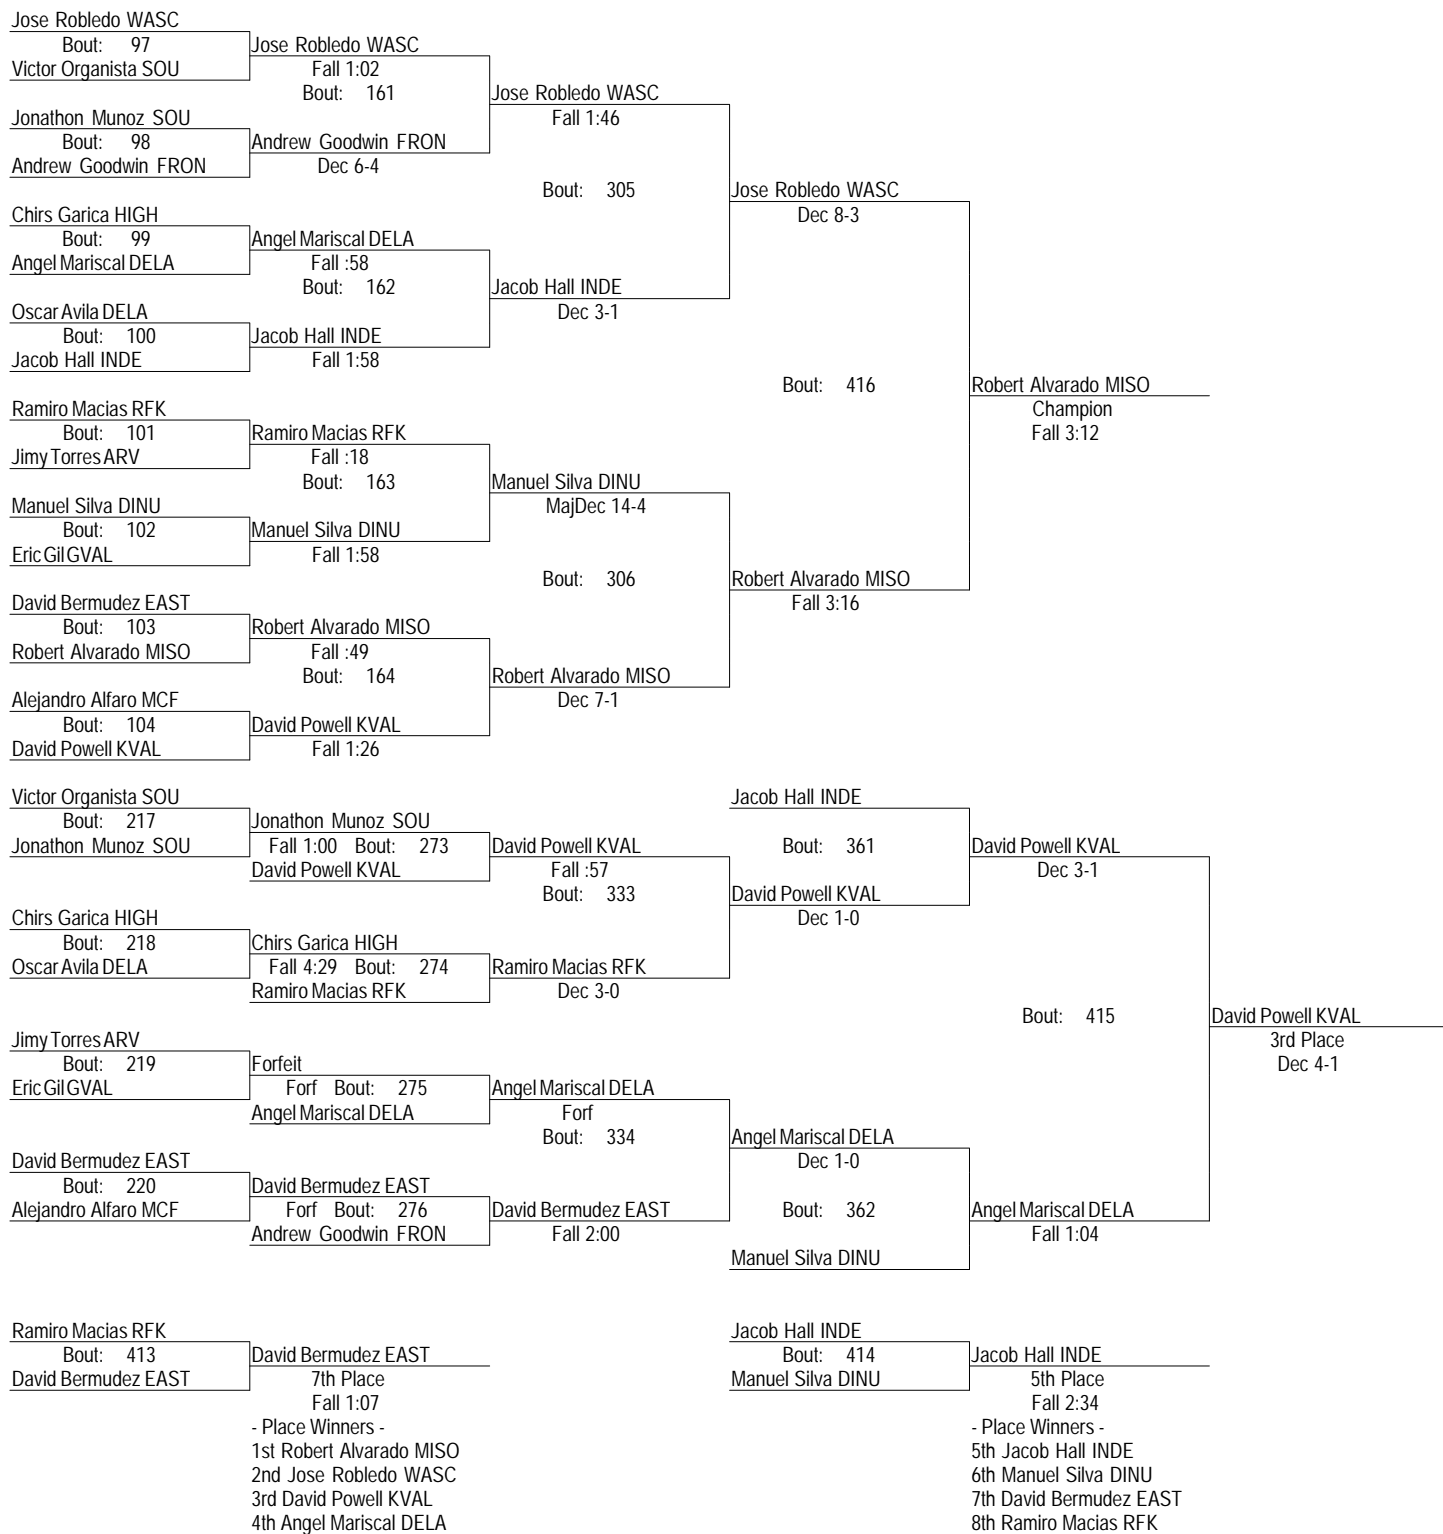 Jose Robledo WASC
Bout: 97
Jose Robledo WASC
Victor Organista SOU
Fall 1:02
Bout: 161
Jose Robledo WASC
Jonathon Munoz SOU
Fall 1:46
Bout: 98
Andrew Goodwin FRON
Andrew Goodwin FRON
Dec 6-4
Bout: 305
Jose Robledo WASC
Chirs Garica HIGH
Dec 8-3
Bout: 99
Angel Mariscal DELA
Angel Mariscal DELA
Fall :58
Bout: 162
Jacob Hall INDE
Oscar Avila DELA
Dec 3-1
Bout: 100
Jacob Hall INDE
Jacob Hall INDE
Fall 1:58
Bout: 416
Robert Alvarado MISO
Ramiro Macias RFK
Champion
Bout: 101
Ramiro Macias RFK
Fall 3:12
Jimy Torres ARV
Fall :18
Bout: 163
Manuel Silva DINU
Manuel Silva DINU
MajDec 14-4
Bout: 102
Manuel Silva DINU
Eric Gil GVAL
Fall 1:58
Bout: 306
Robert Alvarado MISO
David Bermudez EAST
Fall 3:16
Bout: 103
Robert Alvarado MISO
Robert Alvarado MISO
Fall :49
Bout: 164
Robert Alvarado MISO
Alejandro Alfaro MCF
Dec 7-1
Bout: 104
David Powell KVAL
David Powell KVAL
Fall 1:26
Victor Organista SOU
Jacob Hall INDE
Bout: 217
Jonathon Munoz SOU
Jonathon Munoz SOU
Fall 1:00 Bout: 273
David Powell KVAL
Bout: 361
David Powell KVAL
David Powell KVAL
Fall :57
Dec 3-1
Bout: 333
David Powell KVAL
Chirs Garica HIGH
Dec 1-0
Bout: 218
Chirs Garica HIGH
Oscar Avila DELA
Fall 4:29 Bout: 274
Ramiro Macias RFK
Ramiro Macias RFK
Dec 3-0
Bout: 415
David Powell KVAL
Jimy Torres ARV
3rd Place
Bout: 219
Forfeit
Dec 4-1
Eric Gil GVAL
Forf Bout: 275
Angel Mariscal DELA
Angel Mariscal DELA
Forf
Bout: 334
Angel Mariscal DELA
David Bermudez EAST
Dec 1-0
Bout: 220
David Bermudez EAST
Alejandro Alfaro MCF
Forf Bout: 276
David Bermudez EAST
Bout: 362
Angel Mariscal DELA
Andrew Goodwin FRON
Fall 2:00
Fall 1:04
Manuel Silva DINU
Ramiro Macias RFK
Jacob Hall INDE
Bout: 413
David Bermudez EAST
Bout: 414
Jacob Hall INDE
David Bermudez EAST
7th Place
Manuel Silva DINU
5th Place
Fall 1:07
Fall 2:34
- Place Winners -
1st Robert Alvarado MISO
2nd Jose Robledo WASC
3rd David Powell KVAL
4th Angel Mariscal DELA
- Place Winners -
5th Jacob Hall INDE
6th Manuel Silva DINU
7th David Bermudez EAST
8th Ramiro Macias RFK